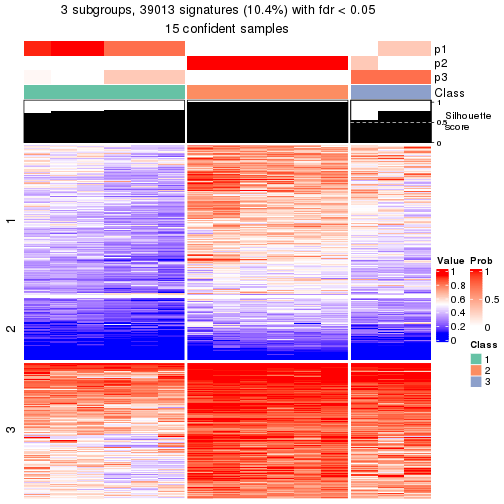 3 subgroups, 39013 signatures (10.4%) with fdr < 0.05
15 confident samples
p1
p2
p3
Class
1
0.5
0
Silhouette
score
1
2
3
Value
1
0.8
0.6
0.4
0.2
0
Prob
1
0.5
0
Class
1
2
3